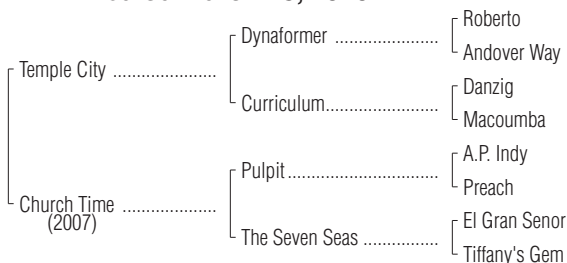 Roberto
Dynaformer ....................
Andover Way
Temple City ....................
Danzig
Curriculum......................
Macoumba
A.P. Indy
Pulpit.............................
Preach
Church Time ..................
(2007)
El Gran Senor
The Seven Seas ..............
Tiffany's Gem